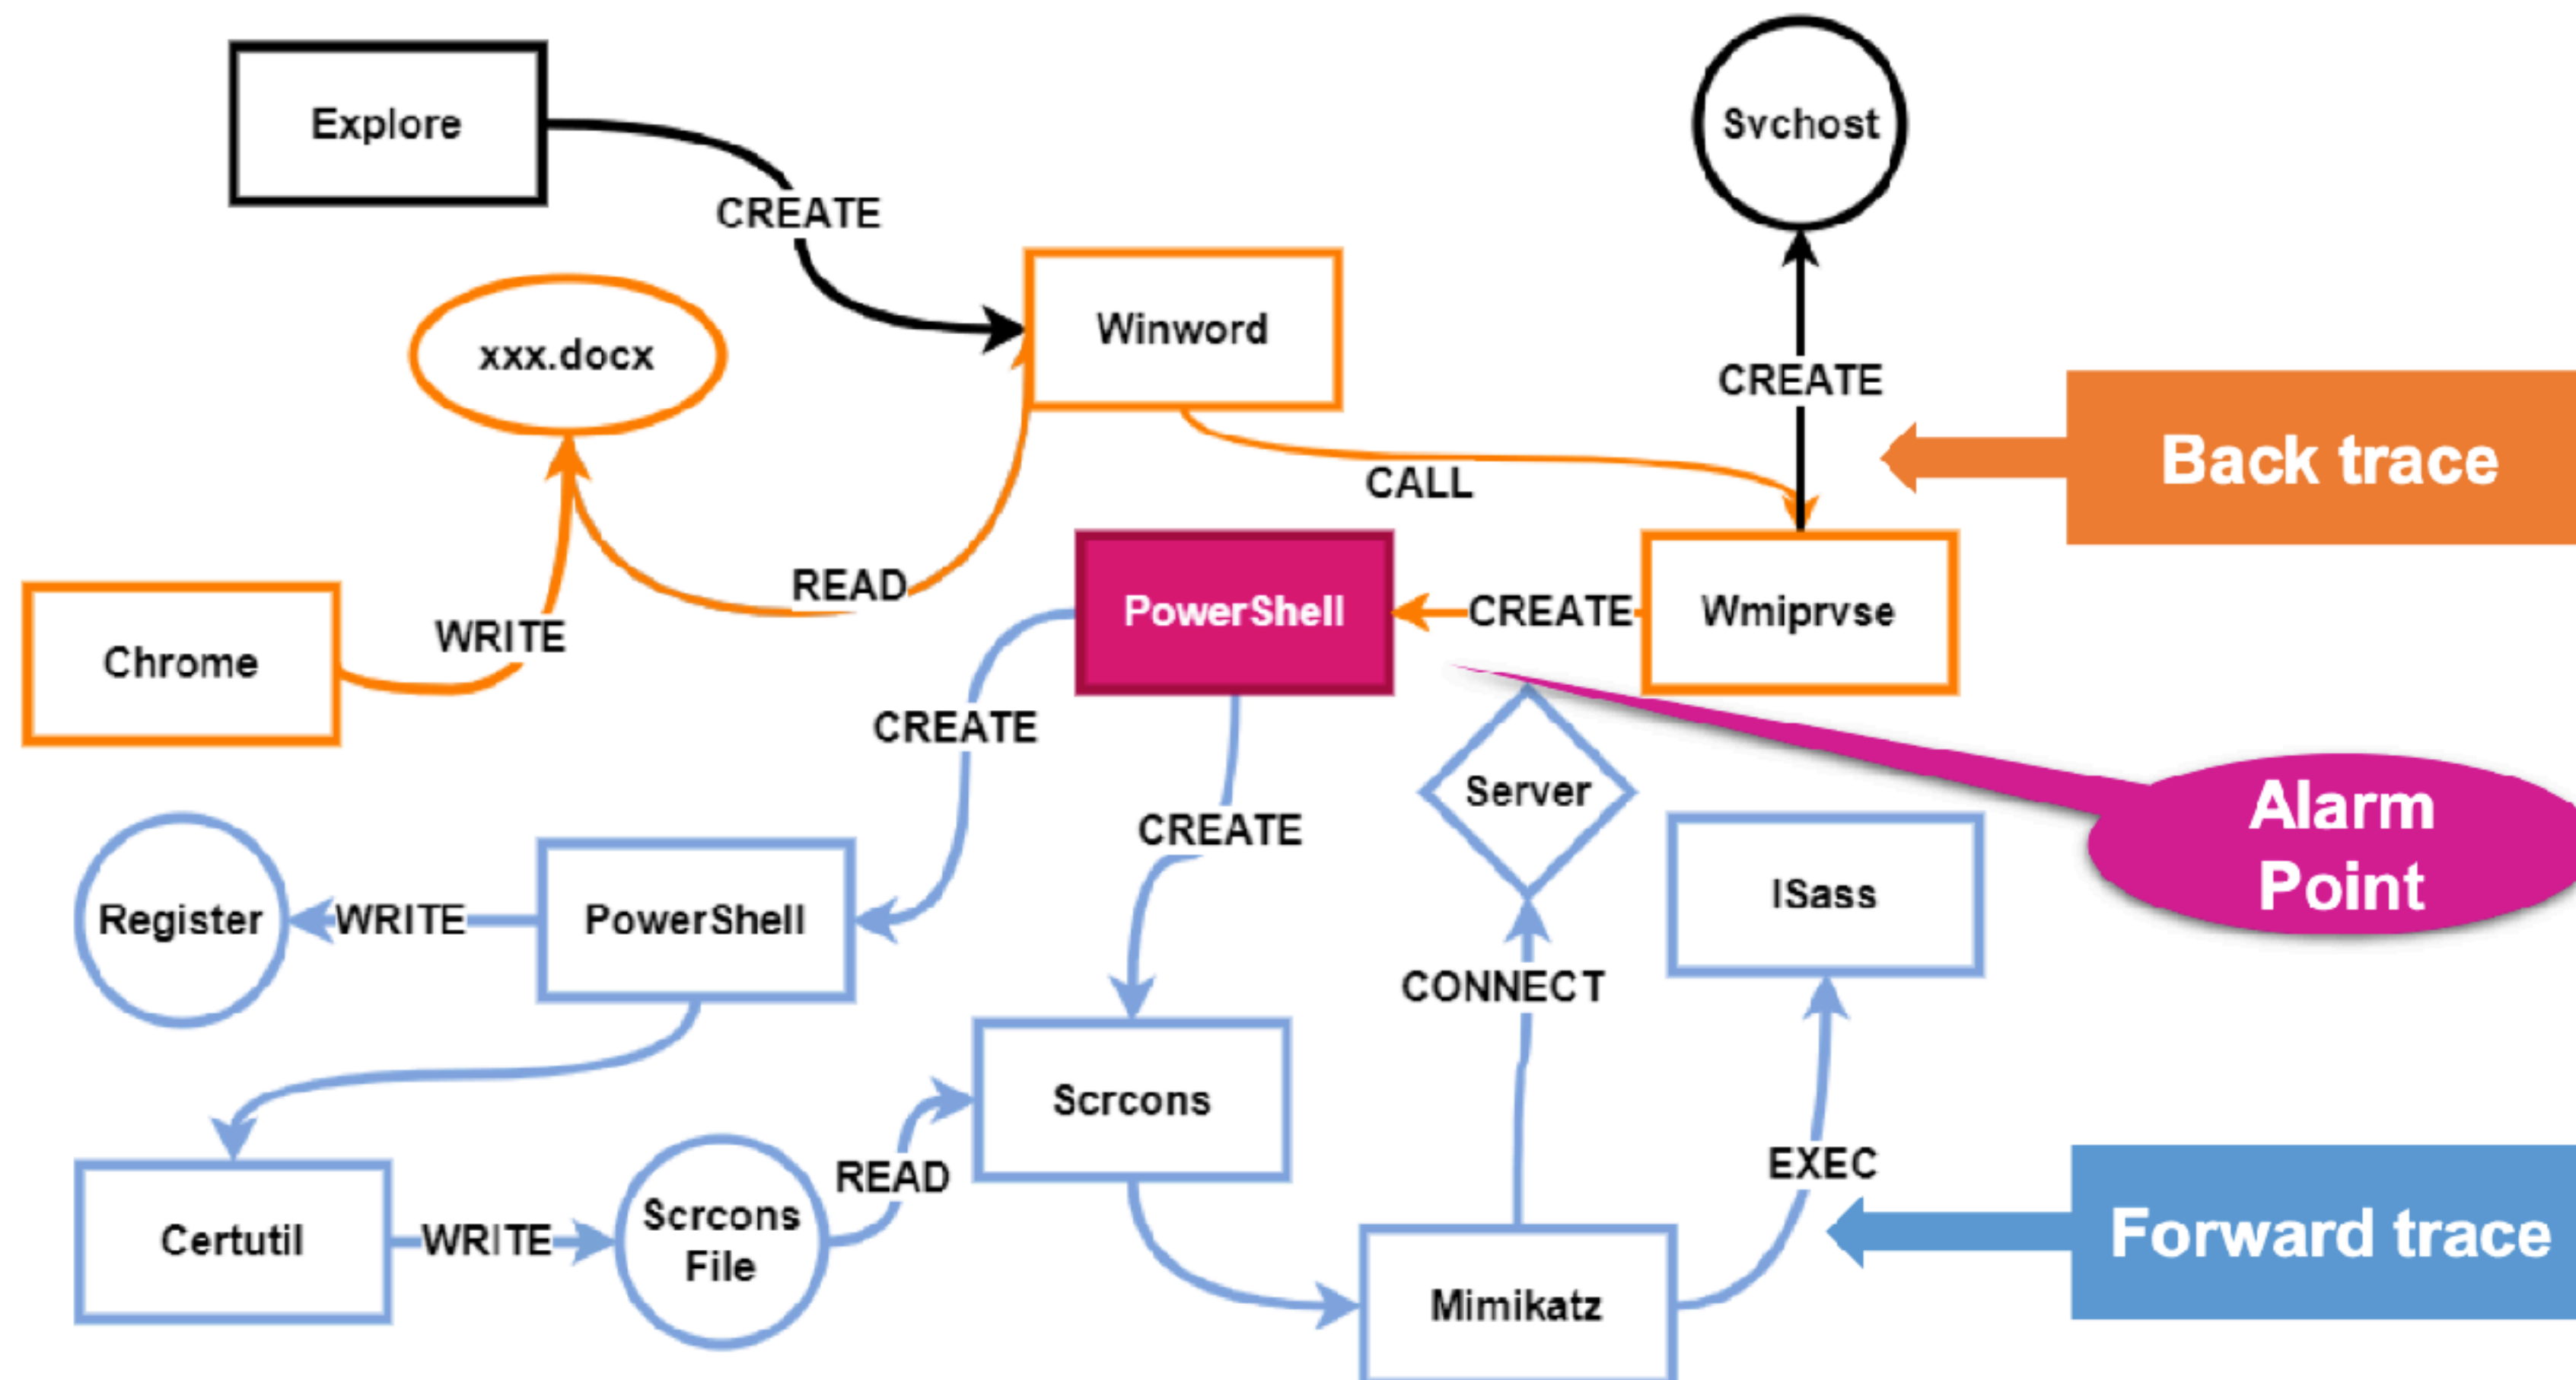 Explore
Svchost
CREATE
Winword
xxx.docx
CREATE
Back trace
CALL
READ
PowerShell
CREATE
Wmiprvse
WRITE
Chrome
CREATE
Server
Alarm
Point
CREATE
ISass
Register
WRITE
PowerShell
CONNECT
Scrcons
EXEC
READ
Certutil
WRITE
Scrcons
File
Forward trace
Mimikatz